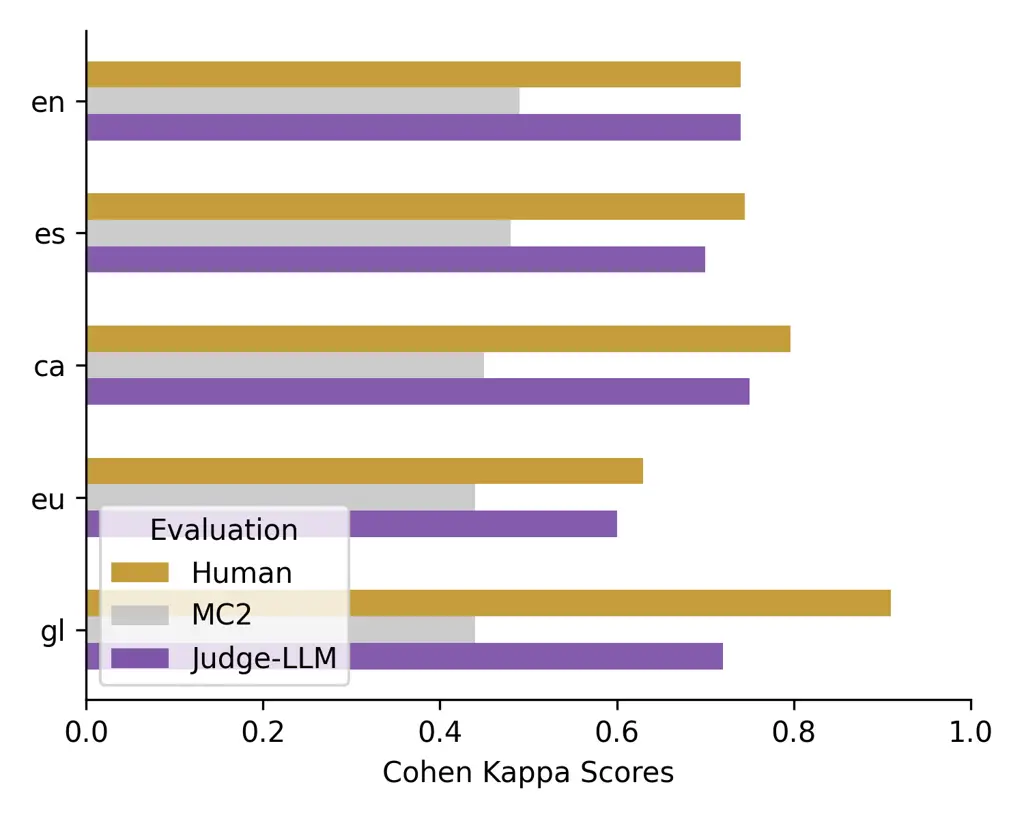 en
es
ca
eu
gl
Evaluation
Human
MC2
Judge-LLM
0.0 0.2 0.4 0.6 0.8 1.0
Cohen Kappa Scores